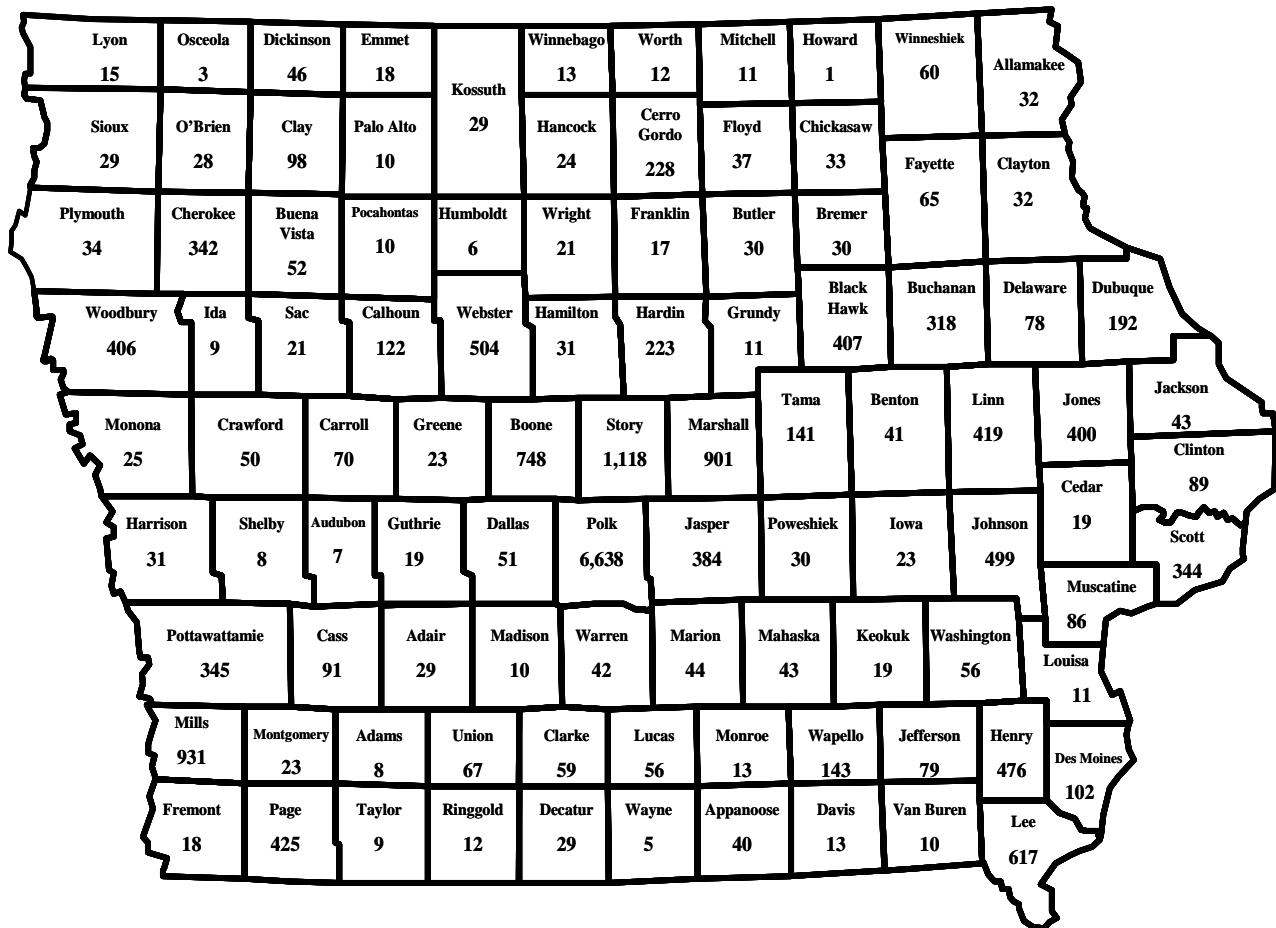 Lyon
15
Osceola
3
Dickinson
46
Emmet
18
Kossuth
29
Winnebago
13
Worth
12
Mitchell
11
Howard
1
Winneshiek
60
Allamakee
32
Sioux
29
O’Brien
28
Clay
98
Palo Alto
10
Hancock
24
Cerro
Gordo
228
Floyd
37
Chickasaw
33
Fayette
65
Clayton
32
Plymouth
34
Cherokee
342
Buena
Vista
52
Pocahontas
10
Humboldt
6
Wright
21
Franklin
17
Butler
30
Bremer
30
Woodbury
406
Ida
9
Sac
21
Calhoun
122
Webster
504
Hamilton
31
Hardin
223
Grundy
11
Black
Hawk
407
Buchanan
318
Delaware
78
Dubuque
192
Monona
25
Crawford
50
Carroll
70
Greene
23
Boone
748
Story
1,118
Marshall
901
Tama
141
Benton
41
Linn
419
Jones
400
Jackson
43
Clinton
89
Cedar
19
Harrison
31
Shelby
8
Audubon
7
Guthrie
19
Dallas
51
Polk
6,638
Jasper
384
Poweshiek
30
Iowa
23
Johnson
499
Scott
344
Muscatine
86
Pottawattamie
345
Cass
91
Adair
29
Madison
10
Warren
42
Marion
44
Mahaska
43
Keokuk
19
Washington
56
Louisa
11
Mills
931
Montgomery
23
Adams
8
Union
67
Clarke
59
Lucas
56
Monroe
13
Wapello
143
Jefferson
79
Henry
476
Des Moines
102
Fremont
18
Page
425
Taylor
9
Ringgold
12
Decatur
29
Wayne
5
Appanoose
40
Davis
13
Van Buren
10
Lee
617